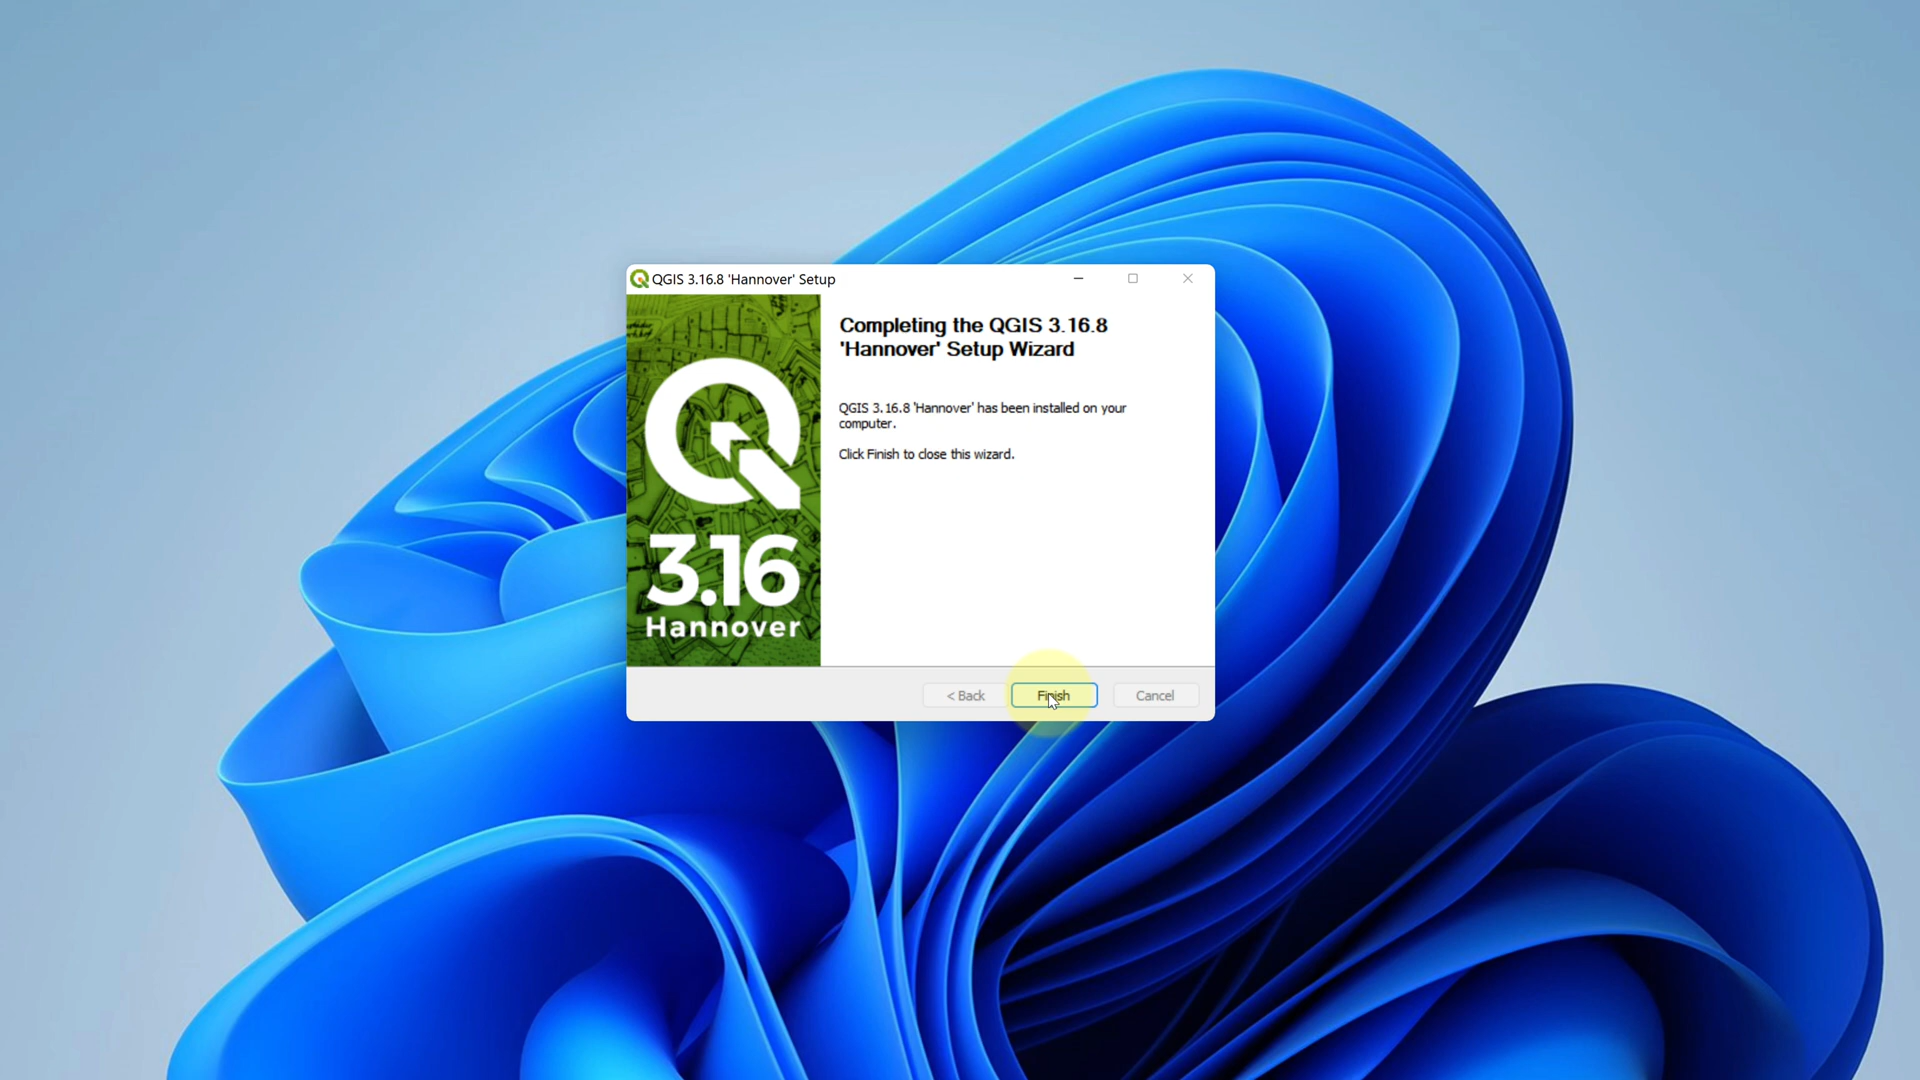 QGIS 3.16.8 'Hannover' Setup
Completing the QGIS 3.16.8
'Hannover' Setup Wizard
QGIS 3.16.8 'Hannover' has been installed on your
computer.
Click Finish to close this wizard.
3.16
Hannover
< Back
Finish
Cancel